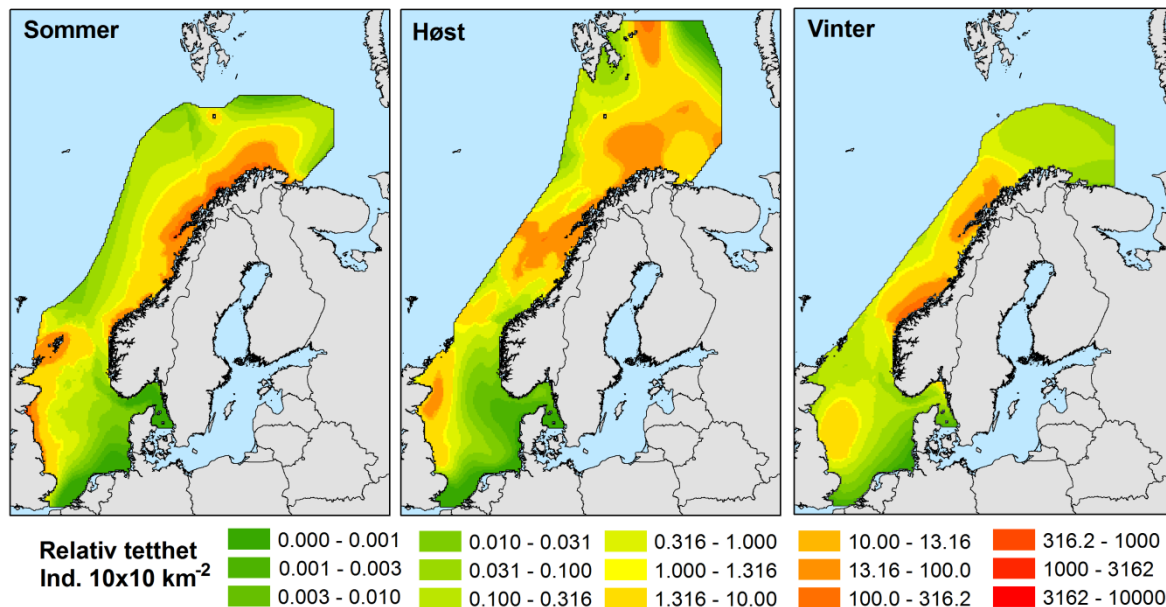 Sommer
Høst
Vinter
Relativ tetthet
Ind. 10x10 km⁻²
0.000 - 0.001 0.010 - 0.031 0.316 - 1.000 10.00 - 13.16 316.2 - 1000
0.001 - 0.003 0.031 - 0.100 1.000 - 1.316 13.16 - 100.0 1000 - 3162
0.003 - 0.010 0.100 - 0.316 1.316 - 10.00 100.0 - 316.2 3162 - 10000